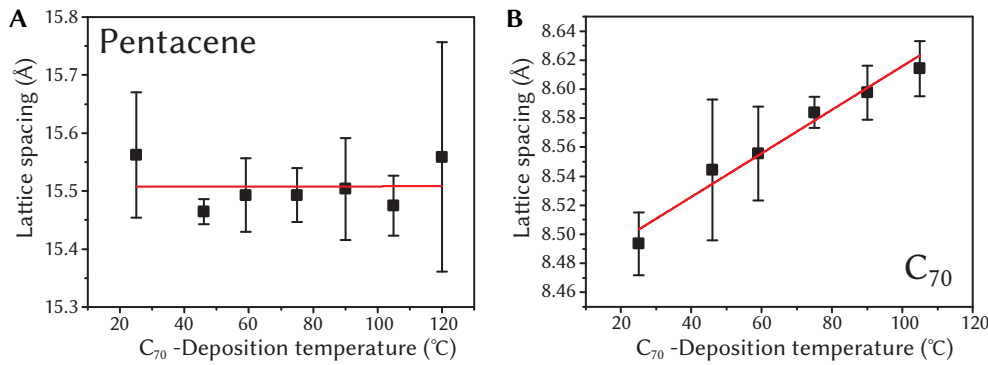 A
Pentacene
15.8
15.7
15.6
15.5
15.4
15.3
Lattice spacing (Å)
20 40 60 80 100 120
C70 -Deposition temperature (℃)
B
8.62
8.60
8.58
8.56
8.54
8.52
8.50
8.48
8.46
Lattice spacing (Å)
C70
20 40 60 80 100 120
C70 -Deposition temperature (℃)